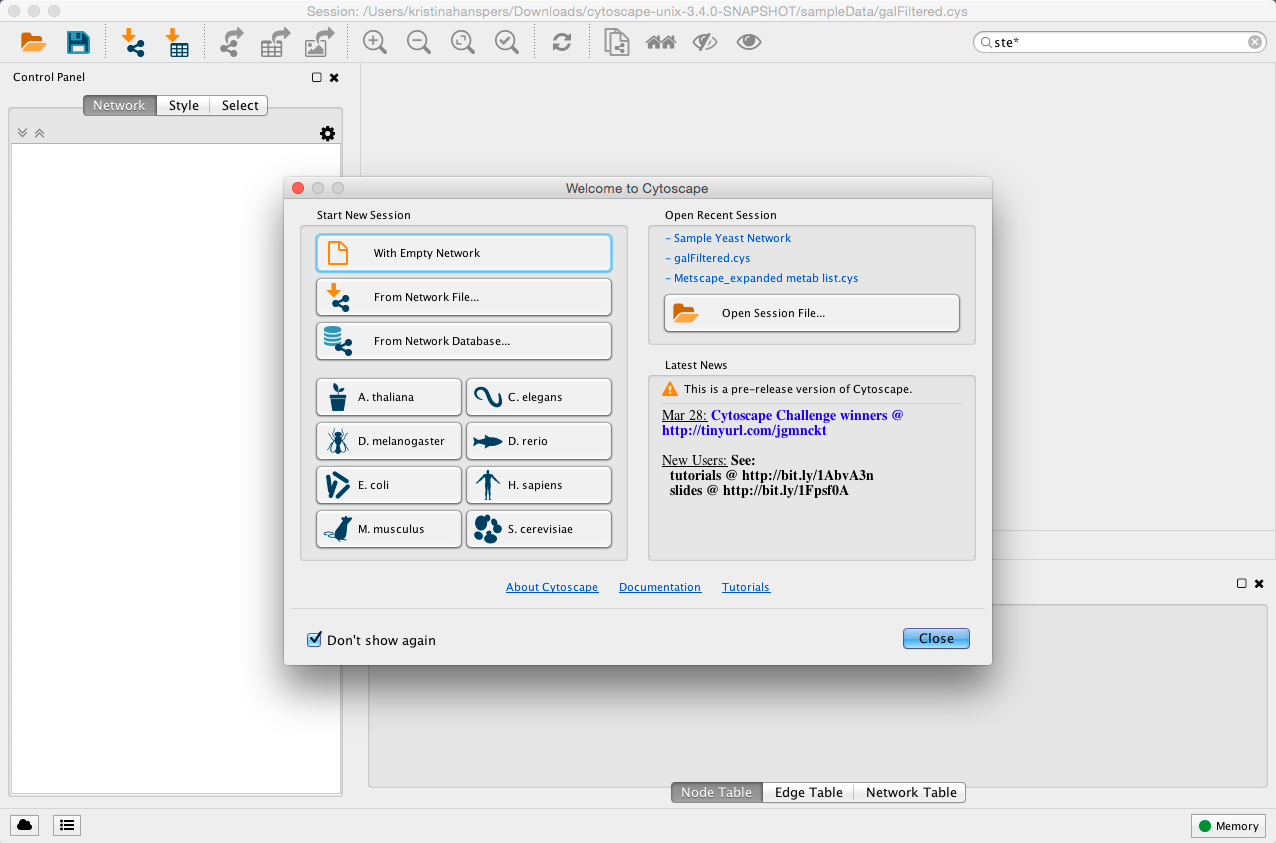 Session: /Users/kristinahanspers/Downloads/cytoscape-unix-3.4.0-SNAPSHOT/sampleData/galFiltered.cys
ste*
Control Panel
Network Style Select
Welcome to Cytoscape
Start New Session
With Empty Network
From Network File...
From Network Database...
A. thaliana
C. elegans
D. melanogaster
D. rerio
E. coli
H. sapiens
M. musculus
S. cerevisiae
Open Recent Session
– Sample Yeast Network
– galFiltered.cys
– Metscape_expanded metab list.cys
Open Session File...
Latest News
This is a pre-release version of Cytoscape.
Mar 28: Cytoscape Challenge winners @
http://tinyurl.com/jgmnckt
New Users: See:
tutorials @ http://bit.ly/1AbvA3n
slides @ http://bit.ly/1Fpsf0A
About Cytoscape Documentation Tutorials
Don't show again
Close
Node Table Edge Table Network Table
Memory